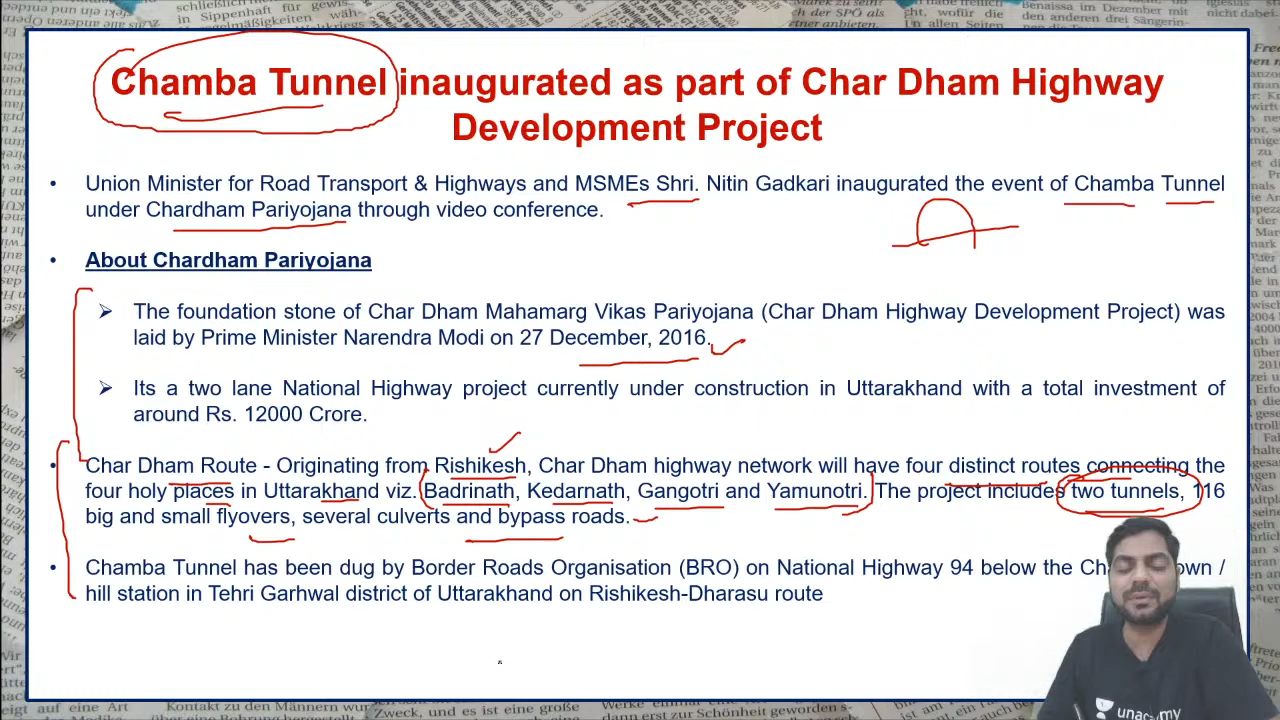 Chamba Tunnel inaugurated as part of Char Dham Highway
Development Project
• Union Minister for Road Transport & Highways and MSMEs Shri. Nitin Gadkari inaugurated the event of Chamba Tunnel
under Chardham Pariyojana through video conference.
• About Chardham Pariyojana
➢ The foundation stone of Char Dham Mahamarg Vikas Pariyojana (Char Dham Highway Development Project) was
laid by Prime Minister Narendra Modi on 27 December, 2016.
➢ Its a two lane National Highway project currently under construction in Uttarakhand with a total investment of
around Rs. 12000 Crore.
• Char Dham Route - Originating from Rishikesh, Char Dham highway network will have four distinct routes connecting the
four holy places in Uttarakhand viz. Badrinath, Kedarnath, Gangotri and Yamunotri. The project includes two tunnels, 116
big and small flyovers, several culverts and bypass roads.
• Chamba Tunnel has been dug by Border Roads Organisation (BRO) on National Highway 94 below the town /
hill station in Tehri Garhwal district of Uttarakhand on Rishikesh-Dharasu route
unacademy